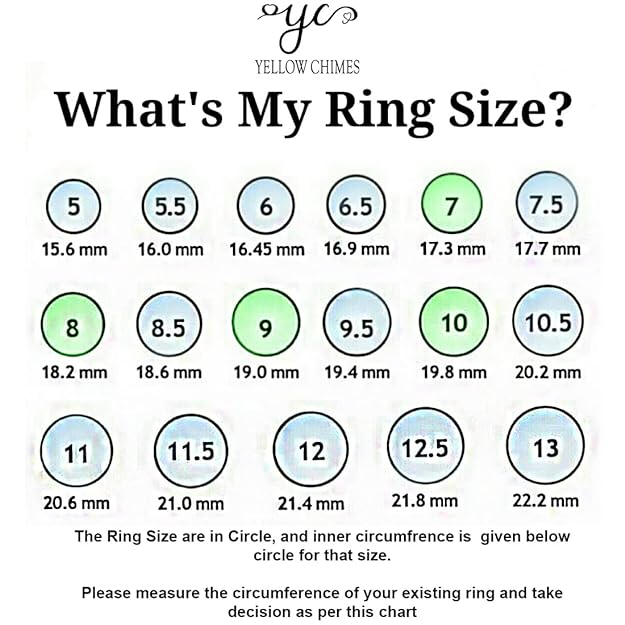 yc
YELLOW CHIMES
What's My Ring Size?
5 5.5 6 6.5 7 7.5
15.6 mm 16.0 mm 16.45 mm 16.9 mm 17.3 mm 17.7 mm
8 8.5 9 9.5 10 10.5
18.2 mm 18.6 mm 19.0 mm 19.4 mm 19.8 mm 20.2 mm
11 11.5 12 12.5 13
20.6 mm 21.0 mm 21.4 mm 21.8 mm 22.2 mm
The Ring Size are in Circle, and inner circumfrence is given below
circle for that size.
Please measure the circumference of your existing ring and take
decision as per this chart